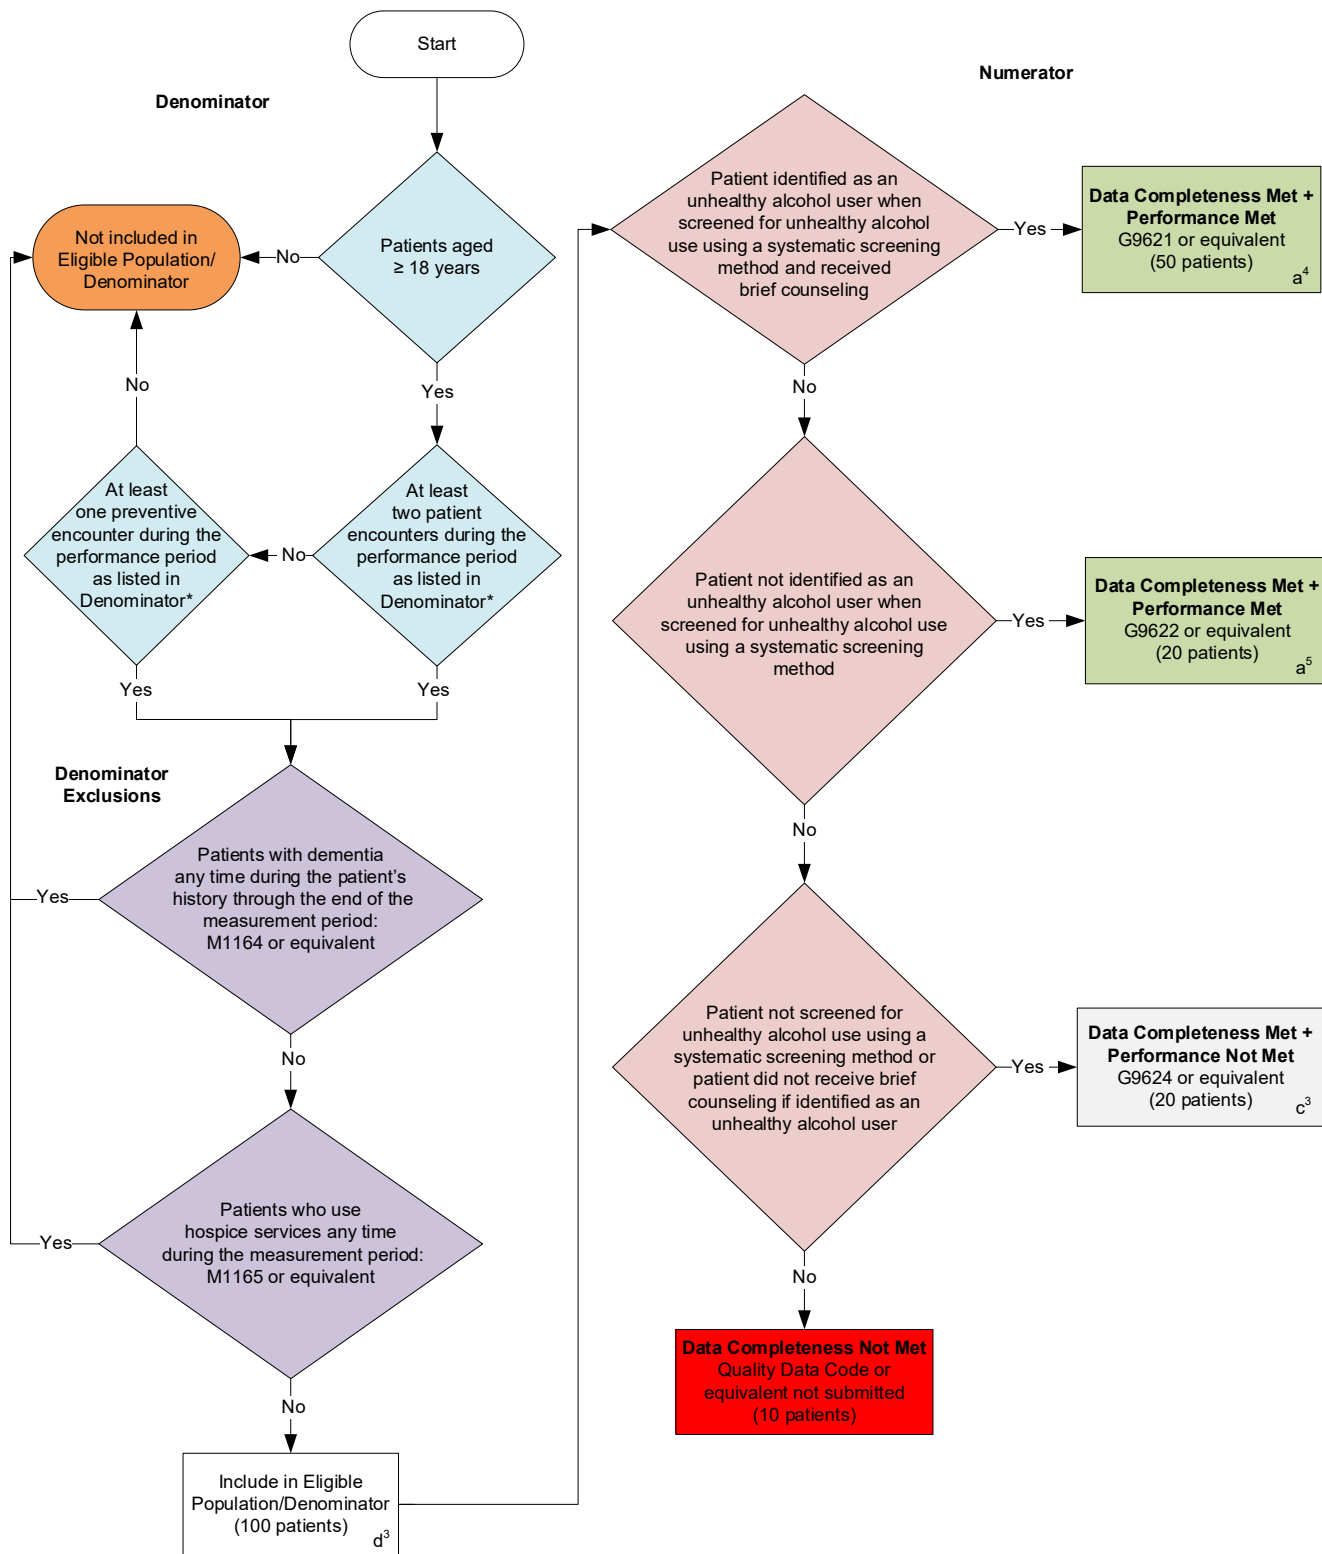 Start
Denominator
Patients aged
≥ 18 years
No
Not included in
Eligible Population/
Denominator
Yes
No
At least
two patient
encounters during the
performance period
as listed in
Denominator*
No
At least
one preventive
encounter during the
performance period
as listed in
Denominator*
Yes
Yes
Denominator
Exclusions
Patients with dementia
any time during the patient’s
history through the end of the
measurement period:
M1164 or equivalent
Yes
No
Patients who use
hospice services any time
during the measurement period:
M1165 or equivalent
Yes
No
Include in Eligible
Population/Denominator
(100 patients)
d³
Numerator
Patient identified as an
unhealthy alcohol user when
screened for unhealthy alcohol
use using a systematic screening
method and received
brief counseling
Yes
Data Completeness Met +
Performance Met
G9621 or equivalent
(50 patients)
a⁴
No
Patient not identified as an
unhealthy alcohol user when
screened for unhealthy alcohol use
using a systematic screening
method
Yes
Data Completeness Met +
Performance Met
G9622 or equivalent
(20 patients)
a⁵
No
Patient not screened for
unhealthy alcohol use using a
systematic screening method or
patient did not receive brief
counseling if identified as an
unhealthy alcohol user
Yes
Data Completeness Met +
Performance Not Met
G9624 or equivalent
(20 patients)
c³
No
Data Completeness Not Met
Quality Data Code or
equivalent not submitted
(10 patients)